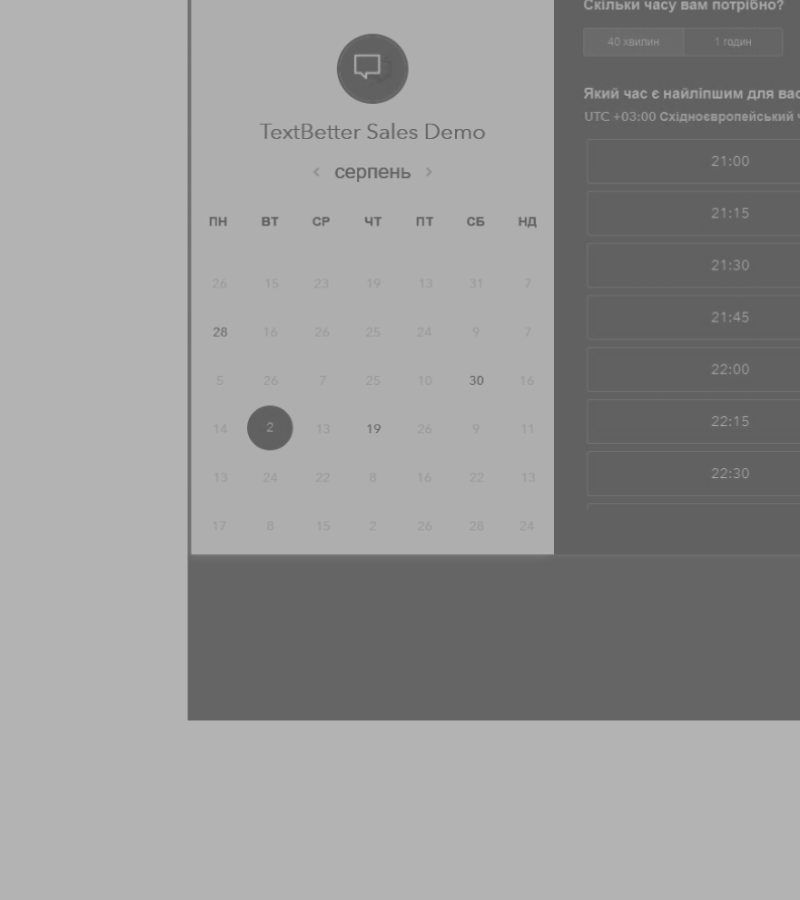 TextBetter Sales Demo
‹ серпень ›
ПН ВТ СР ЧТ ПТ СБ НД
26 15 23 19 13 31 7
28 16 26 25 24 9 7
5 26 7 25 10 30 16
14 2 13 19 26 9 11
13 24 22 8 16 22 13
17 8 15 2 26 28 24
Скільки часу вам потрібно?
40 хвилин 1 годин
Який час є найліпшим для вас
UTC +03:00 Східноєвропейський
21:00
21:15
21:30
21:45
22:00
22:15
22:30